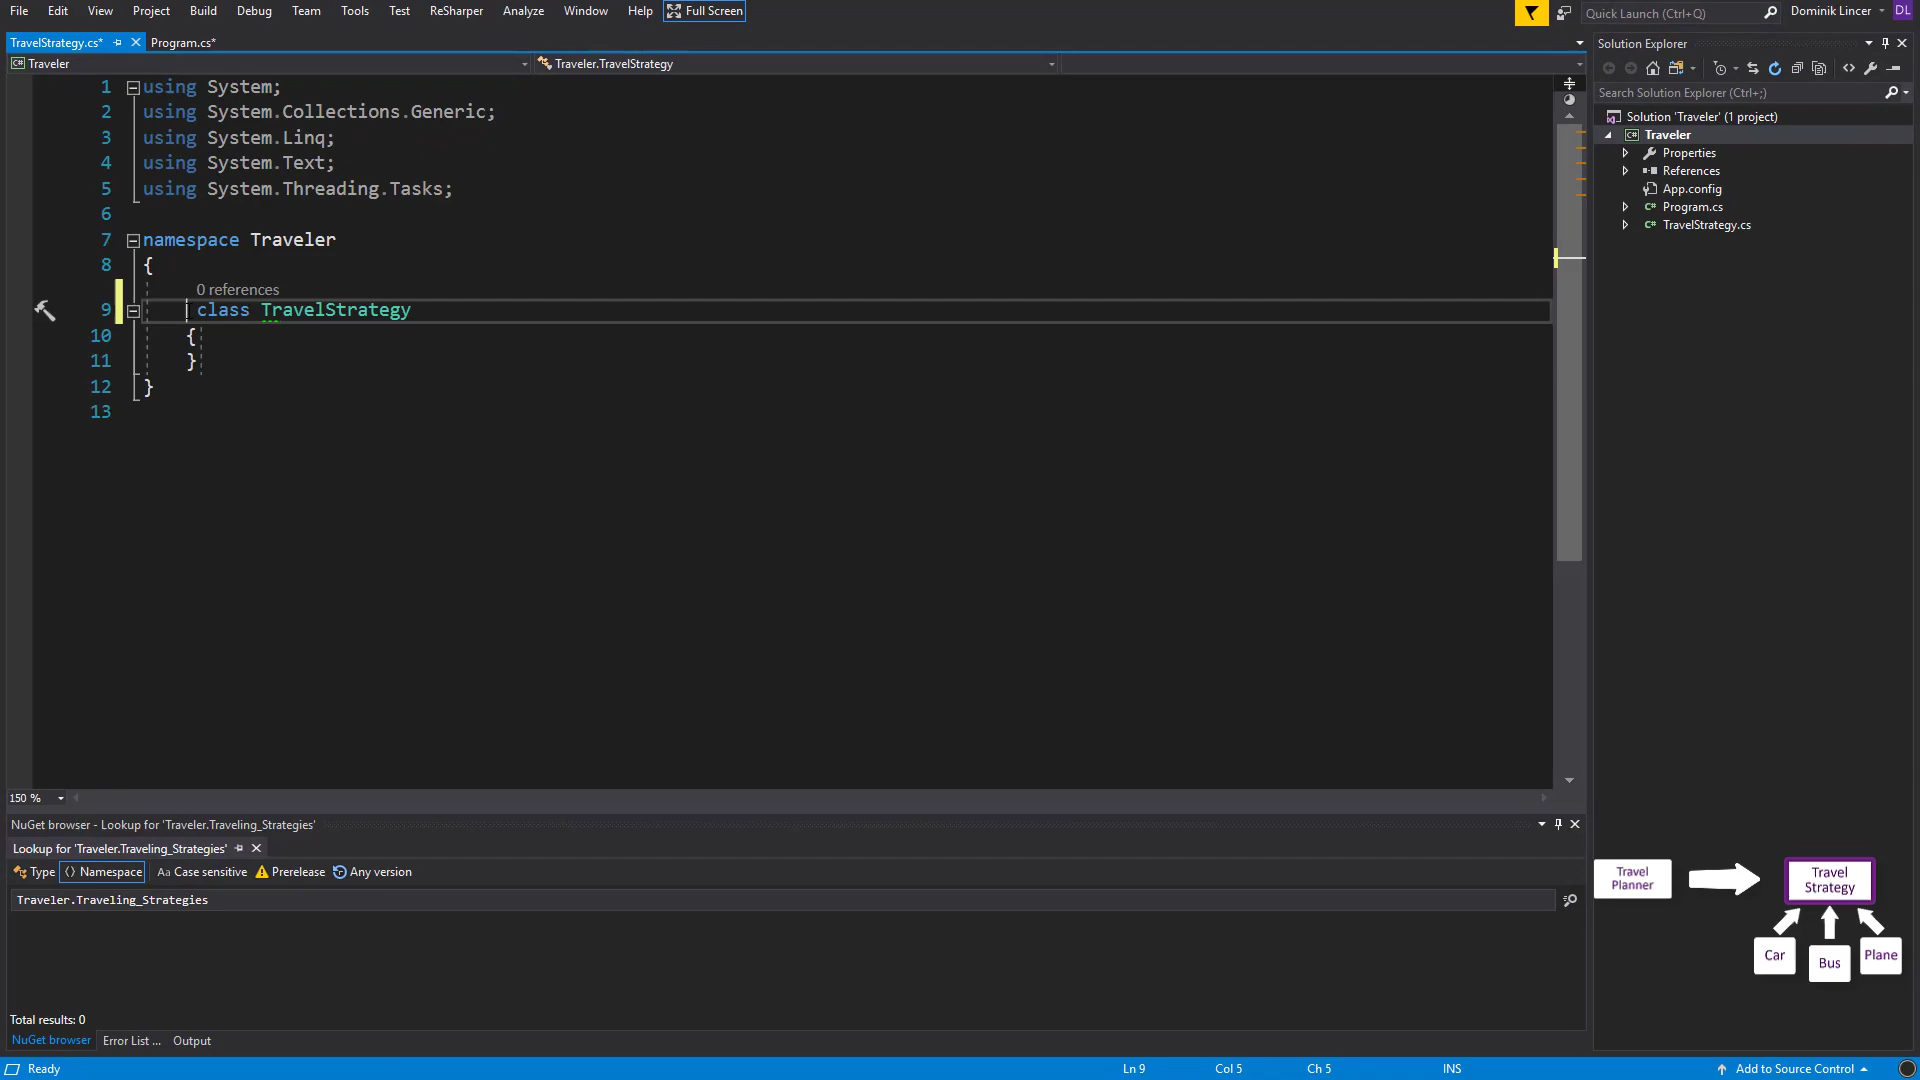 File Edit View Project Build Debug Team Tools Test ReSharper Analyze Window Help Full Screen
Quick Launch (Ctrl+Q)
Dominik Lincer DL
TravelStrategy.cs* Program.cs*
Traveler Traveler.TravelStrategy
1 using System;
2 using System.Collections.Generic;
3 using System.Linq;
4 using System.Text;
5 using System.Threading.Tasks;
6
7 namespace Traveler
8 {
0 references
9 class TravelStrategy
10 {
11 }
12 }
13
150 %
NuGet browser - Lookup for 'Traveler.Traveling_Strategies'
Lookup for 'Traveler.Traveling_Strategies'
Type Namespace Aa Case sensitive Prerelease Any version
Traveler.Traveling_Strategies
Total results: 0
NuGet browser Error List ... Output
Solution Explorer
Search Solution Explorer (Ctrl+;)
Solution 'Traveler' (1 project)
C# Traveler
Properties
References
App.config
C# Program.cs
C# TravelStrategy.cs
Travel
Planner
Travel
Strategy
Car
Bus
Plane
Ready Ln 9 Col 5 Ch 5 INS Add to Source Control